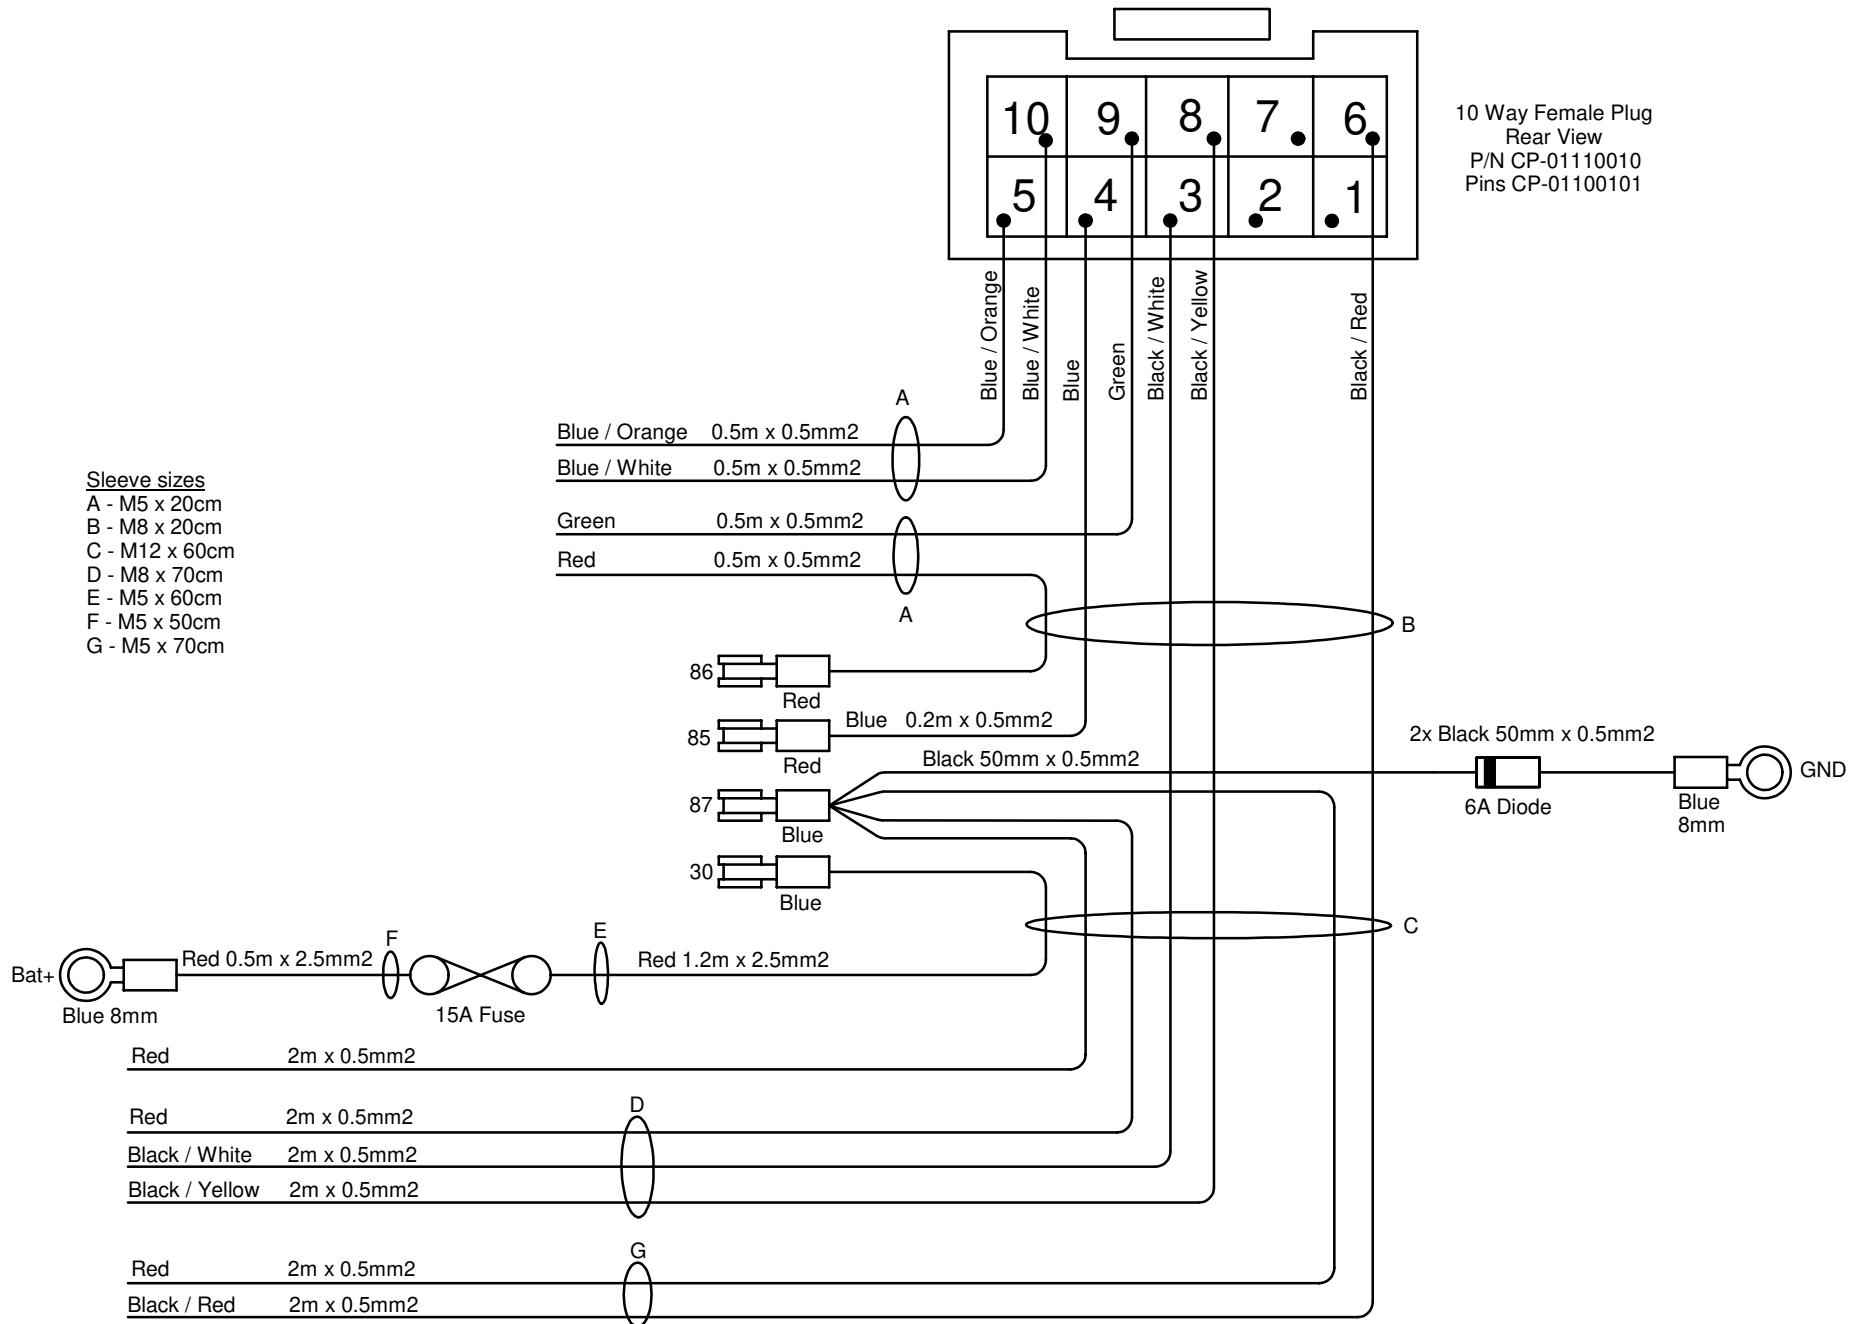 10 9 8 7 6
5 4 3 2 1
10 Way Female Plug
Rear View
P/N CP-01110010
Pins CP-01100101
Blue / Orange
Blue / White
Blue
Green
Black / White
Black / Yellow
Black / Red
A
Blue / Orange 0.5m x 0.5mm2
Blue / White 0.5m x 0.5mm2
Green 0.5m x 0.5mm2
Red 0.5m x 0.5mm2
A
Sleeve sizes
A - M5 x 20cm
B - M8 x 20cm
C - M12 x 60cm
D - M8 x 70cm
E - M5 x 60cm
F - M5 x 50cm
G - M5 x 70cm
B
86
Red
85
Blue 0.2m x 0.5mm2
Red
Black 50mm x 0.5mm2
2x Black 50mm x 0.5mm2
GND
6A Diode
Blue
8mm
87
Blue
30
Blue
C
Bat+
Blue 8mm
Red 0.5m x 2.5mm2
F
15A Fuse
E
Red 1.2m x 2.5mm2
Red 2m x 0.5mm2
D
Red 2m x 0.5mm2
Black / White 2m x 0.5mm2
Black / Yellow 2m x 0.5mm2
G
Red 2m x 0.5mm2
Black / Red 2m x 0.5mm2